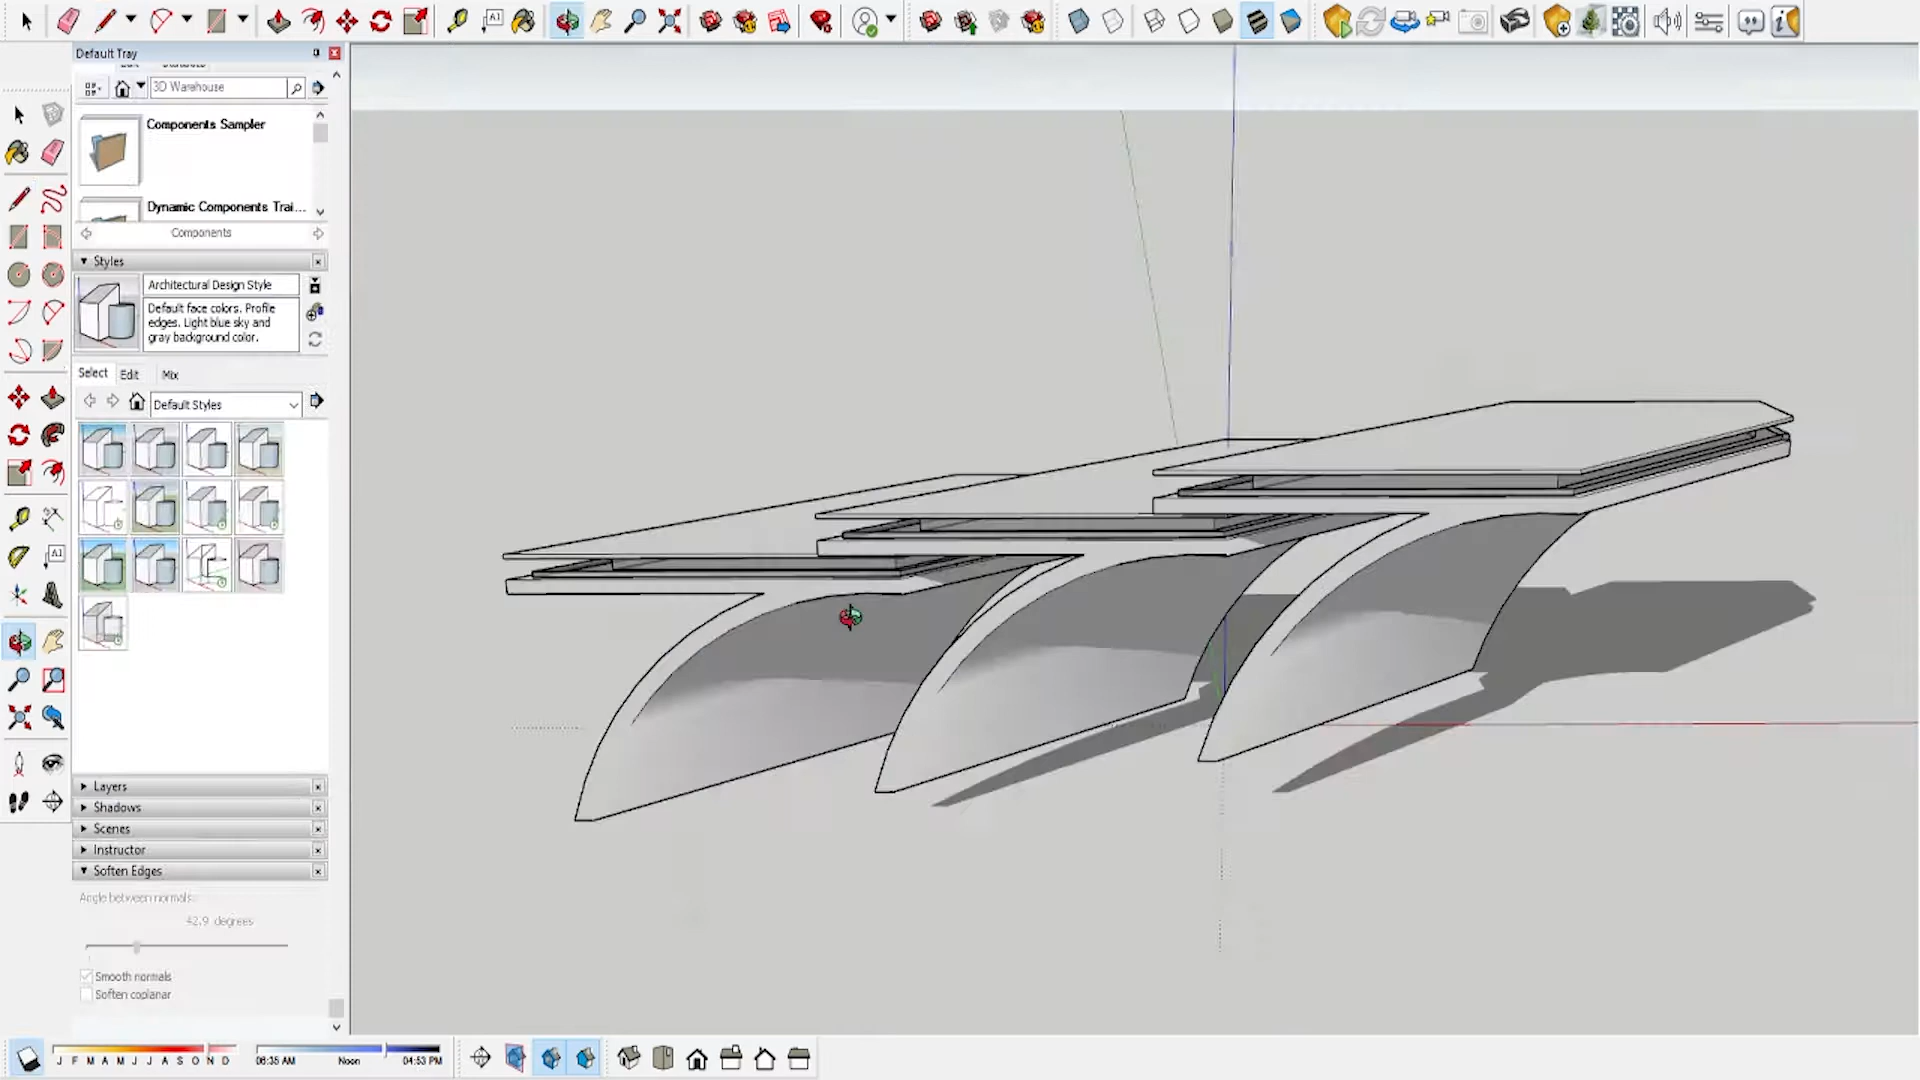 Default Tray
3D Warehouse
Components Sampler
Dynamic Components Trai...
Components
Styles
Architectural Design Style
Default face colors. Profile
edges. Light blue sky and
gray background color.
Select Edit Mix
Default Styles
Layers
Shadows
Scenes
Instructor
Soften Edges
Angle between normals:
42.9 degrees
Smooth normals
Soften coplanar
J F M A M J J A S O N D
06:35 AM Noon 04:53 PM